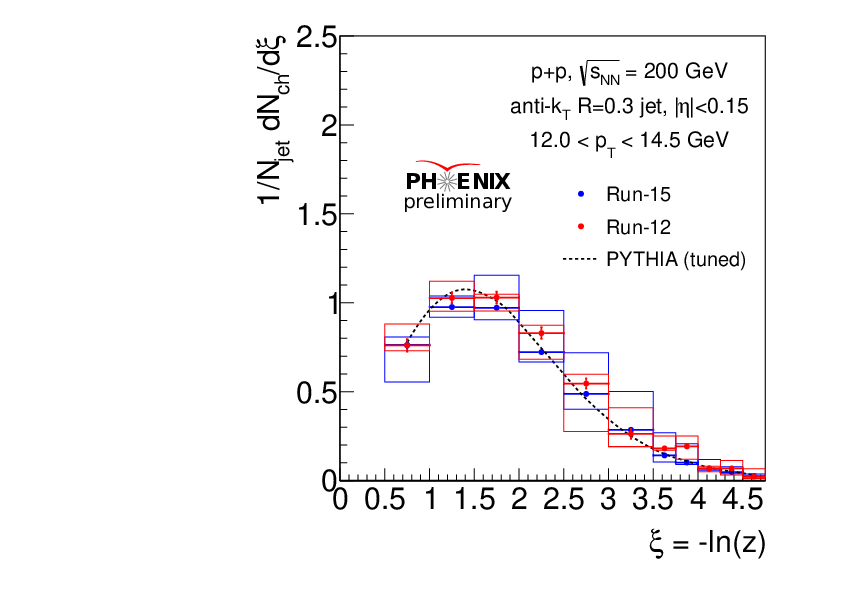 1/N_jet dN_ch/dξ
2.5
2
1.5
1
0.5
0
p+p, √s_NN = 200 GeV
anti-k_T R=0.3 jet, |η|<0.15
12.0 < p_T < 14.5 GeV
PHENIX
preliminary
Run-15
Run-12
PYTHIA (tuned)
0 0.5 1 1.5 2 2.5 3 3.5 4 4.5
ξ = -ln(z)